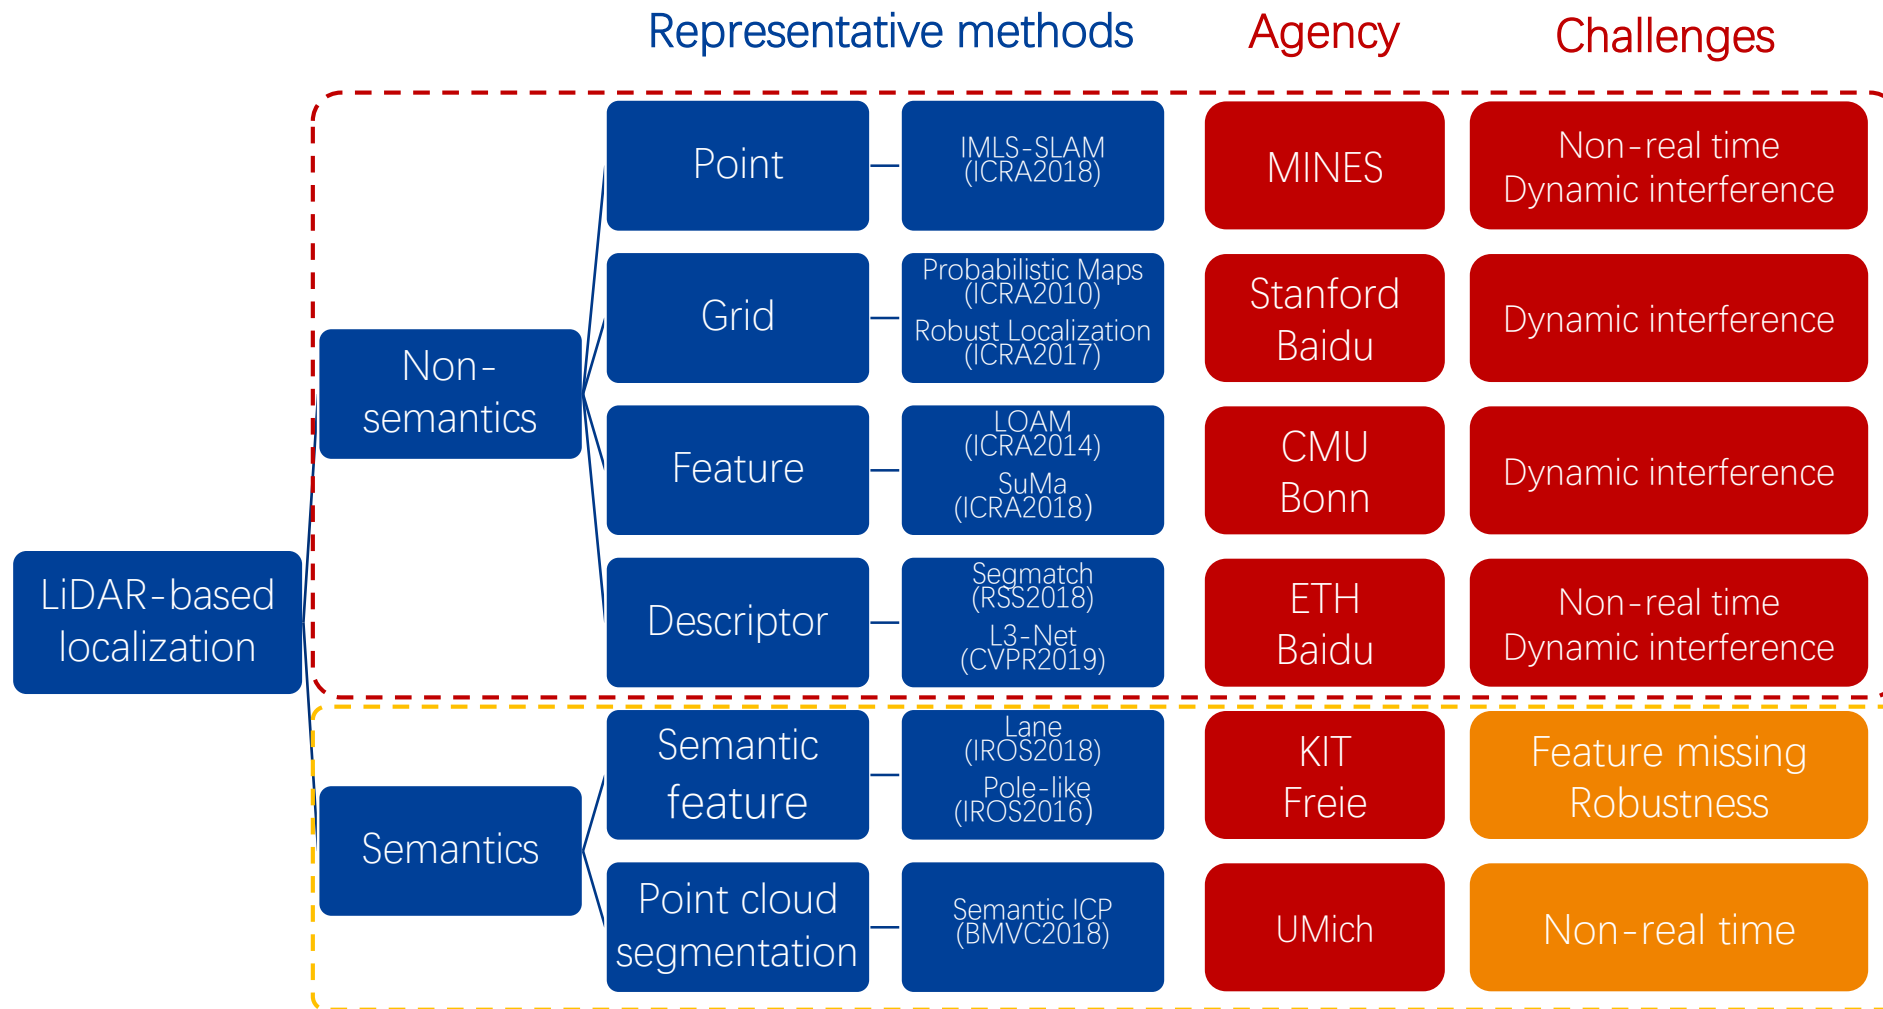 Representative methods
Agency
Challenges
LiDAR-based
localization
Non-
semantics
Point
IMLS-SLAM
(ICRA2018)
MINES
Non-real time
Dynamic interference
Grid
Probabilistic Maps
(ICRA2010)
Robust Localization
(ICRA2017)
Stanford
Baidu
Dynamic interference
Feature
LOAM
(ICRA2014)
SuMa
(ICRA2018)
CMU
Bonn
Dynamic interference
Descriptor
Segmatch
(RSS2018)
L3-Net
(CVPR2019)
ETH
Baidu
Non-real time
Dynamic interference
Semantics
Semantic
feature
Lane
(IROS2018)
Pole-like
(IROS2016)
KIT
Freie
Feature missing
Robustness
Point cloud
segmentation
Semantic ICP
(BMVC2018)
UMich
Non-real time